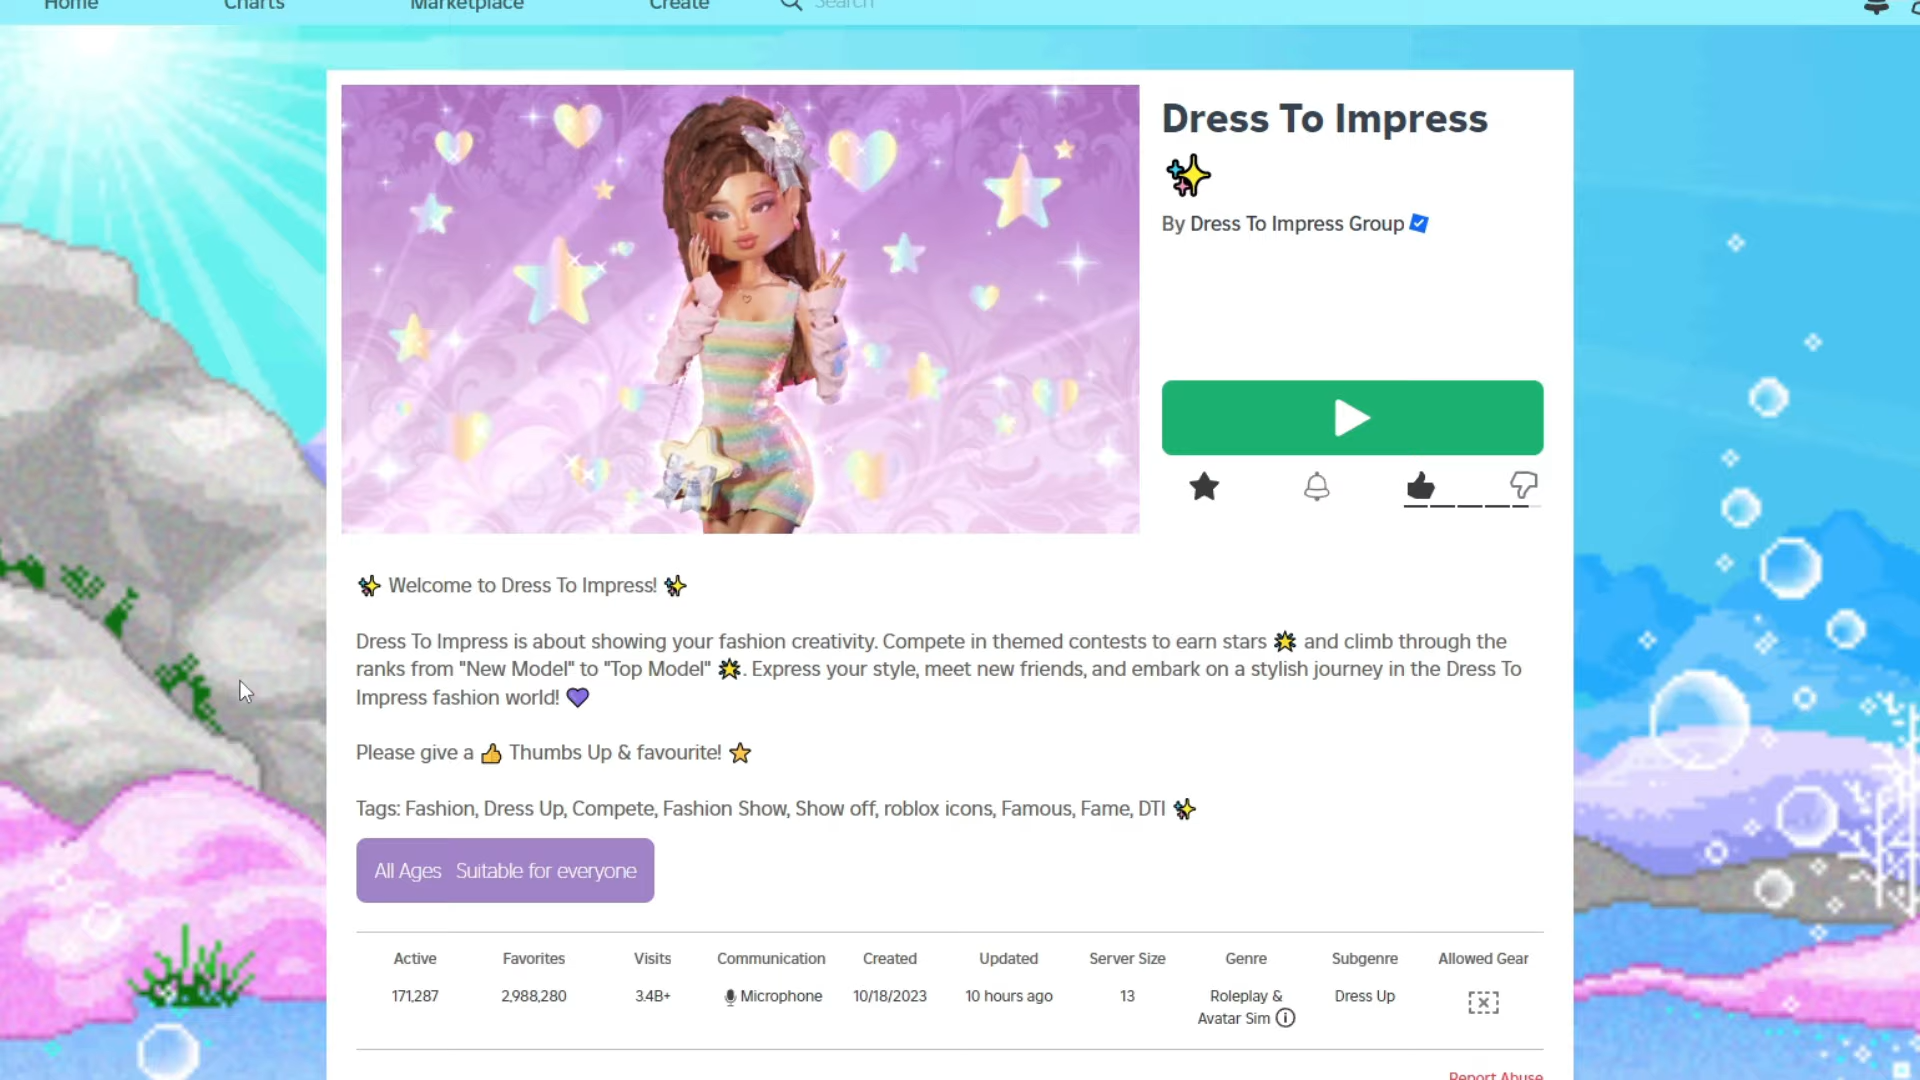 Home Charts Marketplace Create Search
Dress To Impress
✨
By Dress To Impress Group
✨ Welcome to Dress To Impress! ✨
Dress To Impress is about showing your fashion creativity. Compete in themed contests to earn stars 🌟 and climb through the
ranks from "New Model" to "Top Model" 🌟. Express your style, meet new friends, and embark on a stylish journey in the Dress To
Impress fashion world! 💜
Please give a 👍 Thumbs Up & favourite! ⭐
Tags: Fashion, Dress Up, Compete, Fashion Show, Show off, roblox icons, Famous, Fame, DTI ✨
All Ages Suitable for everyone
Active Favorites Visits Communication Created Updated Server Size Genre Subgenre Allowed Gear
171,287 2,988,280 3.4B+ Microphone 10/18/2023 10 hours ago 13 Roleplay & Dress Up
Avatar Sim
Report Abuse